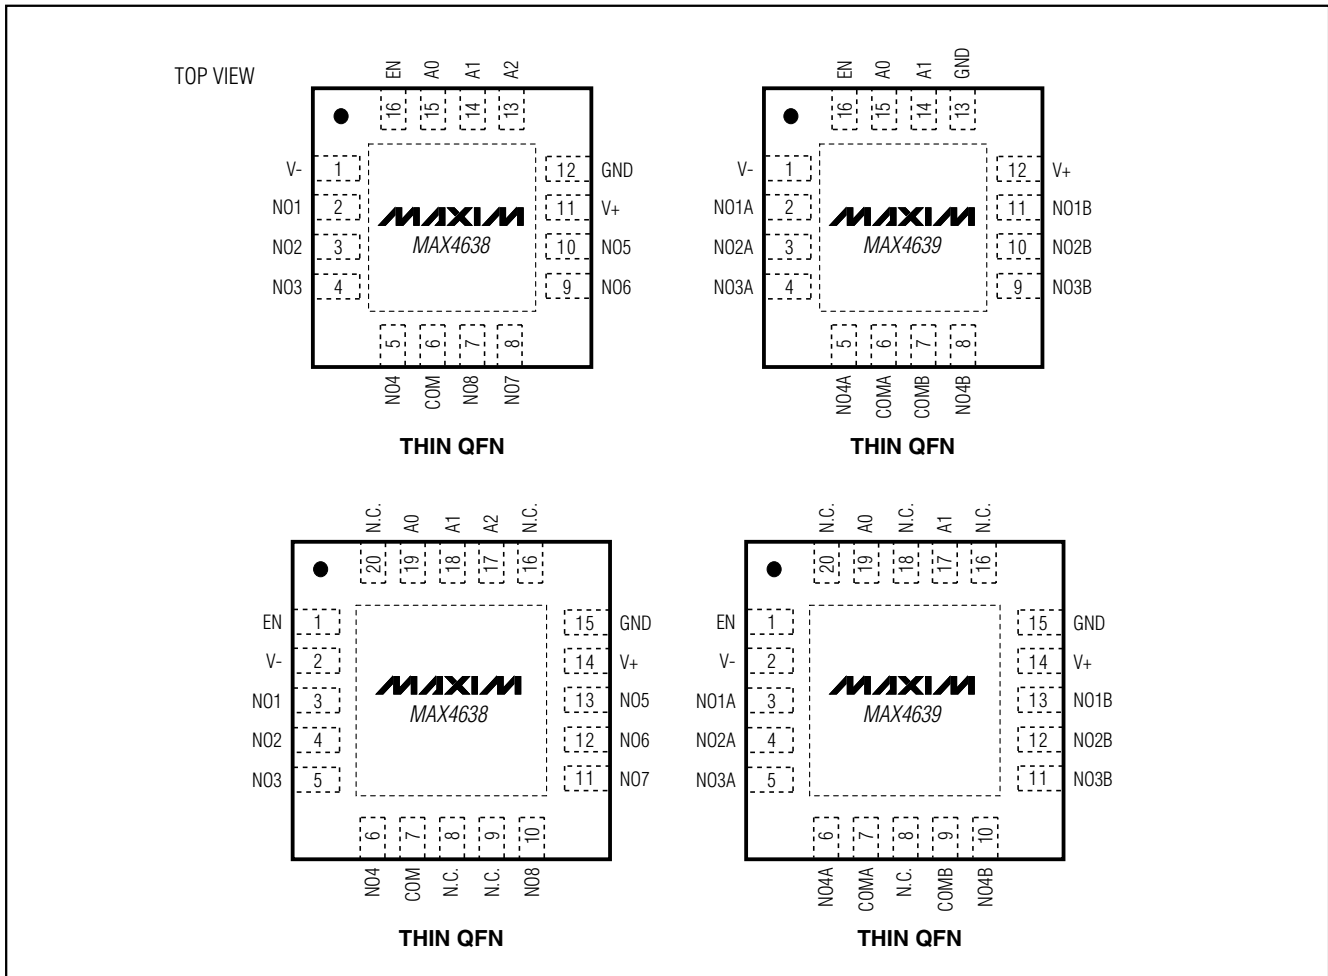 TOP VIEW
EN A0 A1 A2
16 15 14 13
V- 1 12 GND
NO1 2 11 V+
NO2 3 10 NO5
NO3 4 9 NO6
MAXIM
MAX4638
5 6 7 8
NO4 COM NO8 NO7
THIN QFN
EN A0 A1 GND
16 15 14 13
V- 1 12 V+
NO1A 2 11 NO1B
NO2A 3 10 NO2B
NO3A 4 9 NO3B
MAXIM
MAX4639
5 6 7 8
NO4A COMA COMB NO4B
THIN QFN
N.C. A0 A1 A2 N.C.
20 19 18 17 16
EN 1 15 GND
V- 2 14 V+
NO1 3 13 NO5
NO2 4 12 NO6
NO3 5 11 NO7
MAXIM
MAX4638
6 7 8 9 10
NO4 COM N.C. N.C. NO8
THIN QFN
N.C. A0 N.C. A1 N.C.
20 19 18 17 16
EN 1 15 GND
V- 2 14 V+
NO1A 3 13 NO1B
NO2A 4 12 NO2B
NO3A 5 11 NO3B
MAXIM
MAX4639
6 7 8 9 10
NO4A COMA N.C. COMB NO4B
THIN QFN